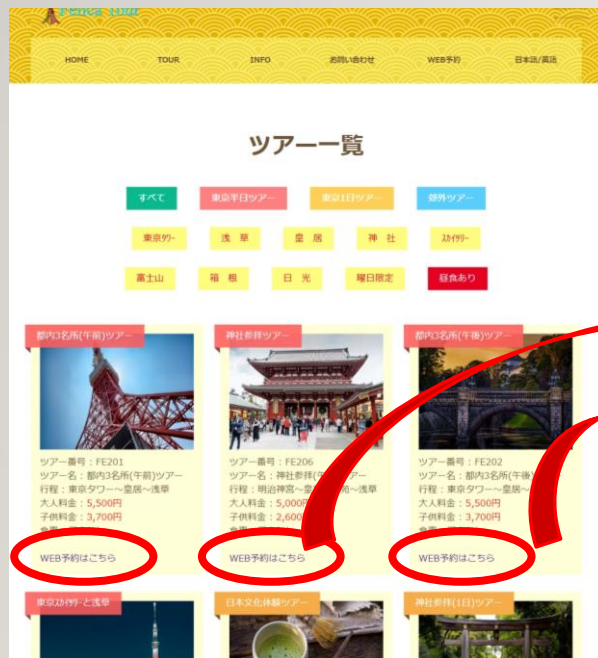 Fenica Tour
HOME TOUR INFO お問い合わせ WEB予約 日本語/英語
ツアー一覧
すべて 東京半日ツアー 東京1日ツアー 郊外ツアー
東京タワー 浅 草 皇 居 神 社 スカイツリー
富士山 箱 根 日 光 曜日限定 昼食あり
都内3名所(午前)ツアー
ツアー番号：FE201
ツアー名：都内3名所(午前)ツアー
行程：東京タワー～皇居～浅草
大人料金：5,500円
子供料金：3,700円
WEB予約はこちら
神社参拝ツアー
ツアー番号：FE206
ツアー名：神社参拝(午 ツアー
行程：明治神宮～皇 苑～浅草
大人料金：5,000円
子供料金：2,600
WEB予約はこちら
都内3名所(午後)ツアー
ツアー番号：FE202
ツアー名：都内3名所(午後)
行程：東京タワー～皇居～
大人料金：5,500円
子供料金：3,700円
WEB予約はこちら
東京スカイツリーと浅草
日本文化体験ツアー
神社参拝(1日)ツアー